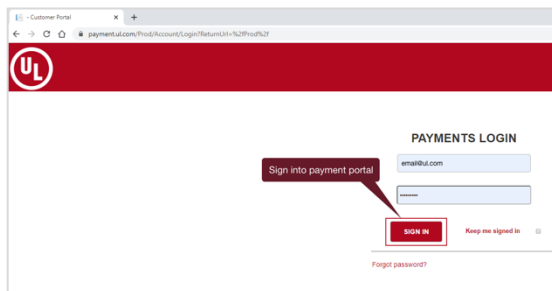 - Customer Portal
payment.ul.com/Prod/Account/Login?ReturnUrl=%2fProd%2f
UL
PAYMENTS LOGIN
email@ul.com
Sign into payment portal
••••••••
SIGN IN
Keep me signed in
Forgot password?